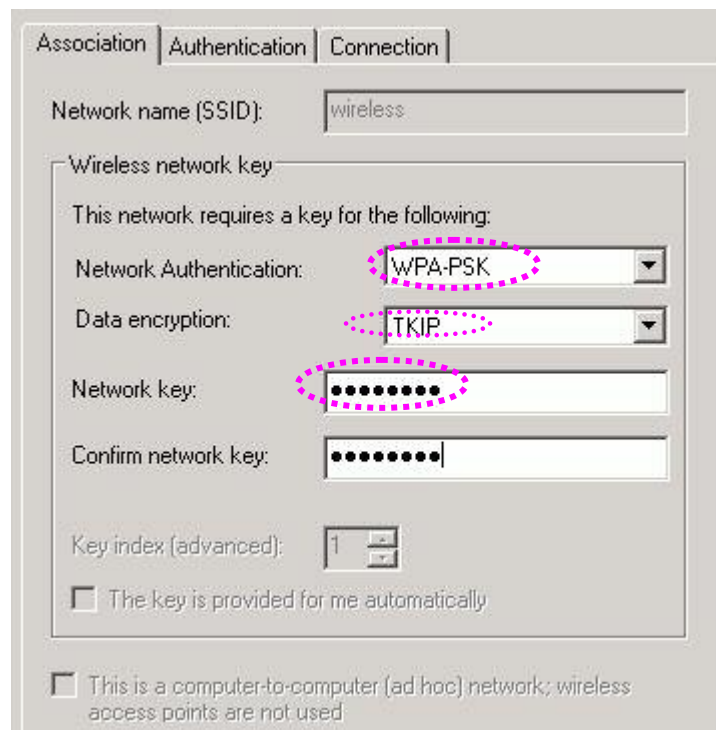 Association Authentication Connection
Network name (SSID): wireless
Wireless network key
This network requires a key for the following:
Network Authentication: WPA-PSK
Data encryption: TKIP
Network key: ●●●●●●●●
Confirm network key: ●●●●●●●●
Key index (advanced): 1
The key is provided for me automatically
This is a computer-to-computer (ad hoc) network; wireless
access points are not used